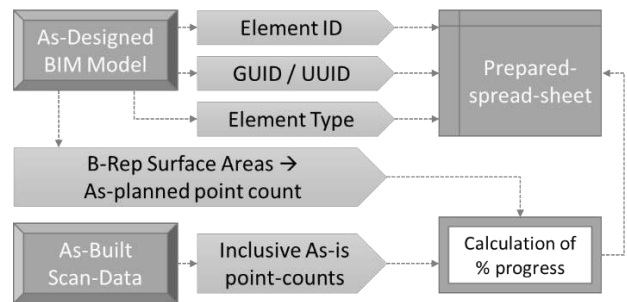 As-Designed
BIM Model
Element ID
GUID / UUID
Element Type
Prepared-
spread-sheet
B-Rep Surface Areas →
As-planned point count
As-Built
Scan-Data
Inclusive As-is
point-counts
Calculation of
% progress